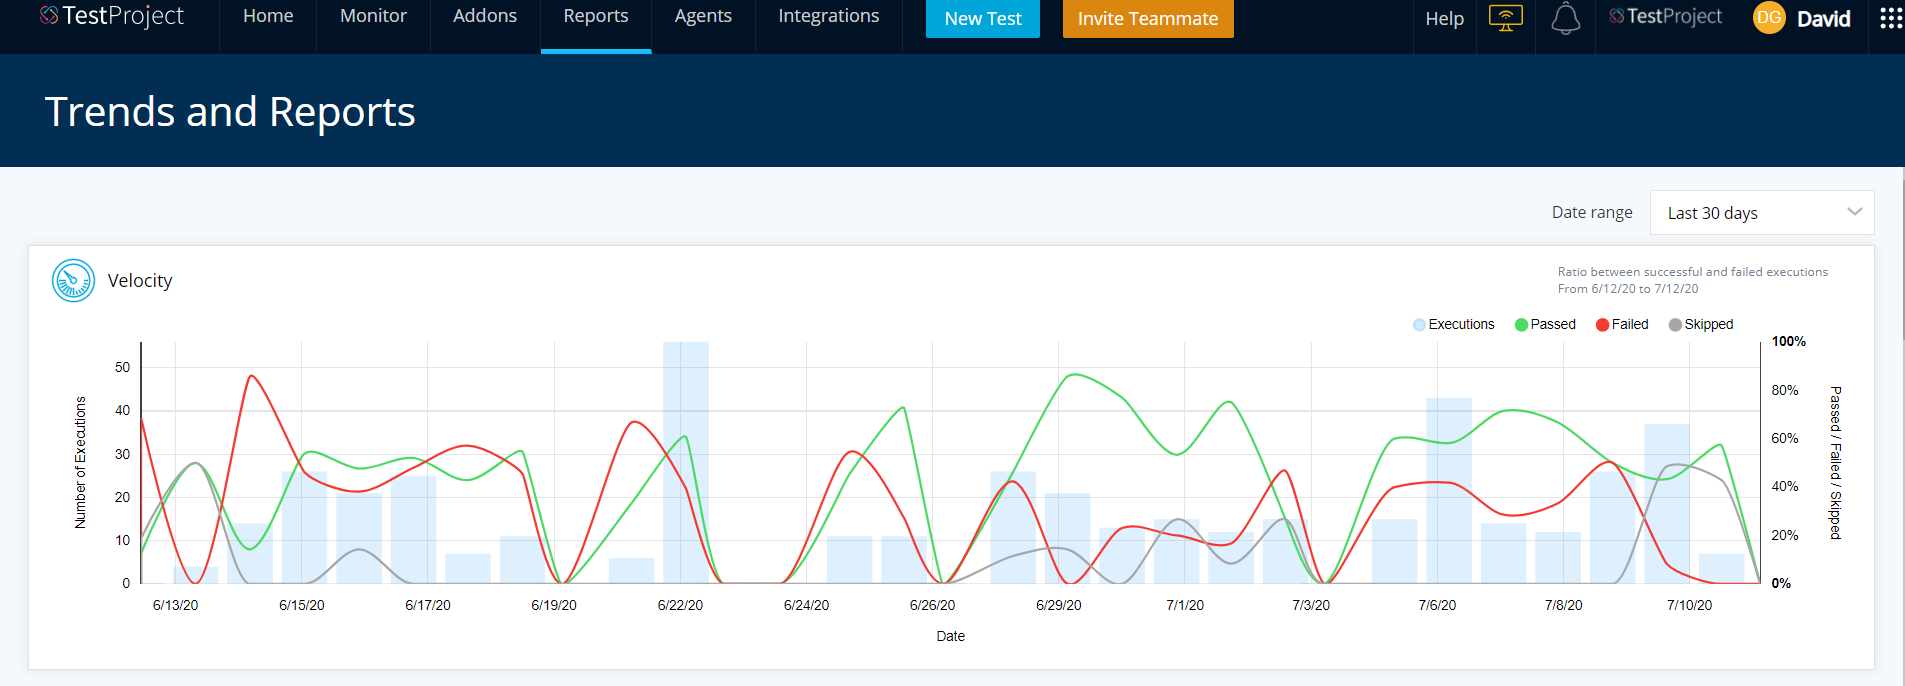 TestProject Home Monitor Addons Reports Agents Integrations New Test Invite Teammate Help TestProject DG David
Trends and Reports
Date range Last 30 days
Velocity
Ratio between successful and failed executions
From 6/12/20 to 7/12/20
Executions Passed Failed Skipped
Number of Executions
50
40
30
20
10
0
100%
80%
60%
40%
20%
0%
Passed / Failed / Skipped
6/13/20 6/15/20 6/17/20 6/19/20 6/22/20 6/24/20 6/26/20 6/29/20 7/1/20 7/3/20 7/6/20 7/8/20 7/10/20
Date